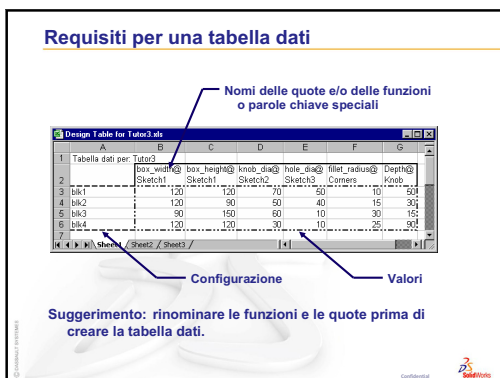 Requisiti per una tabella dati
Nomi delle quote e/o delle funzioni
o parole chiave speciali
Design Table for Tutor3.xls
A B C D E F G
1 Tabella dati per: Tutor3
box_width@ box_height@ knob_dia@ hole_dia@ fillet_radius@ Depth@
2 Sketch1 Sketch1 Sketch2 Sketch3 Corners Knob
3 blk1 120 120 70 50 10 50
4 blk2 120 90 50 40 15 30
5 blk3 90 150 60 10 30 15
6 blk4 120 120 30 10 25 90
7
Sheet1 Sheet2 Sheet3
Configurazione
Valori
Suggerimento: rinominare le funzioni e le quote prima di
creare la tabella dati.
© DASSAULT SYSTEMES
Confidential
SolidWorks